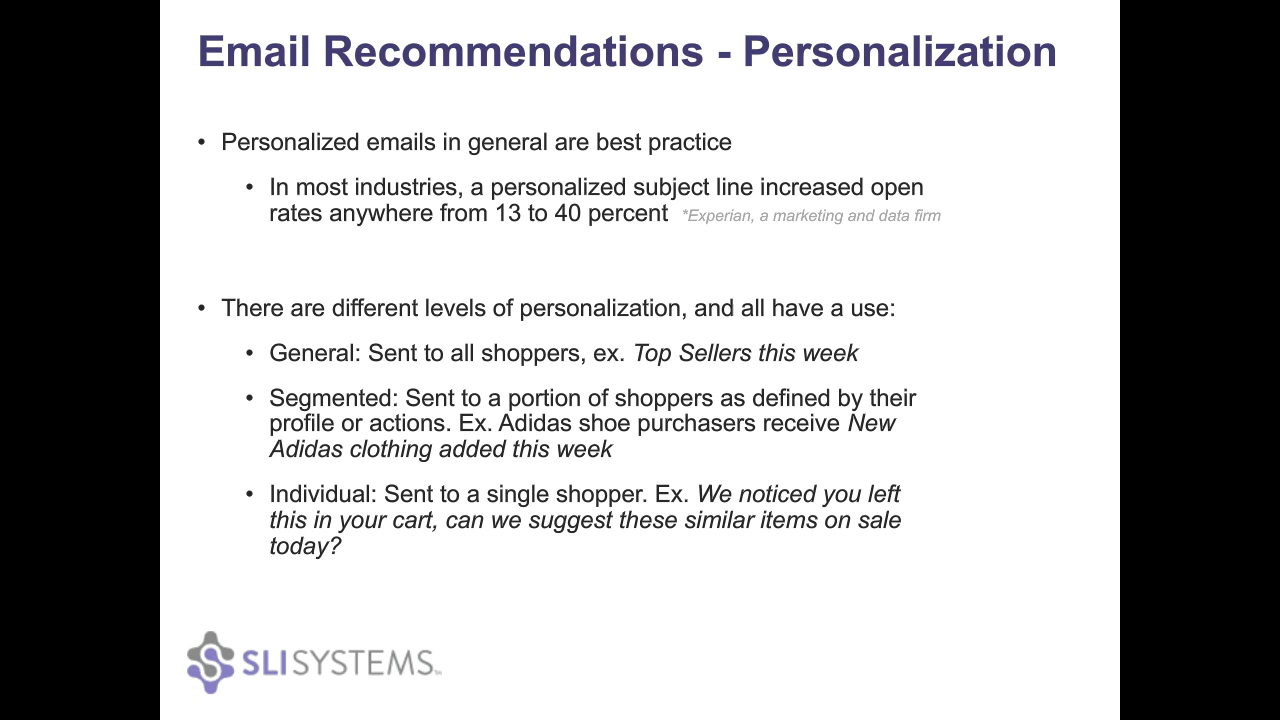 Email Recommendations - Personalization
• Personalized emails in general are best practice
• In most industries, a personalized subject line increased open
rates anywhere from 13 to 40 percent *Experian, a marketing and data firm
• There are different levels of personalization, and all have a use:
• General: Sent to all shoppers, ex. Top Sellers this week
• Segmented: Sent to a portion of shoppers as defined by their
profile or actions. Ex. Adidas shoe purchasers receive New
Adidas clothing added this week
• Individual: Sent to a single shopper. Ex. We noticed you left
this in your cart, can we suggest these similar items on sale
today?
SLISYSTEMS™